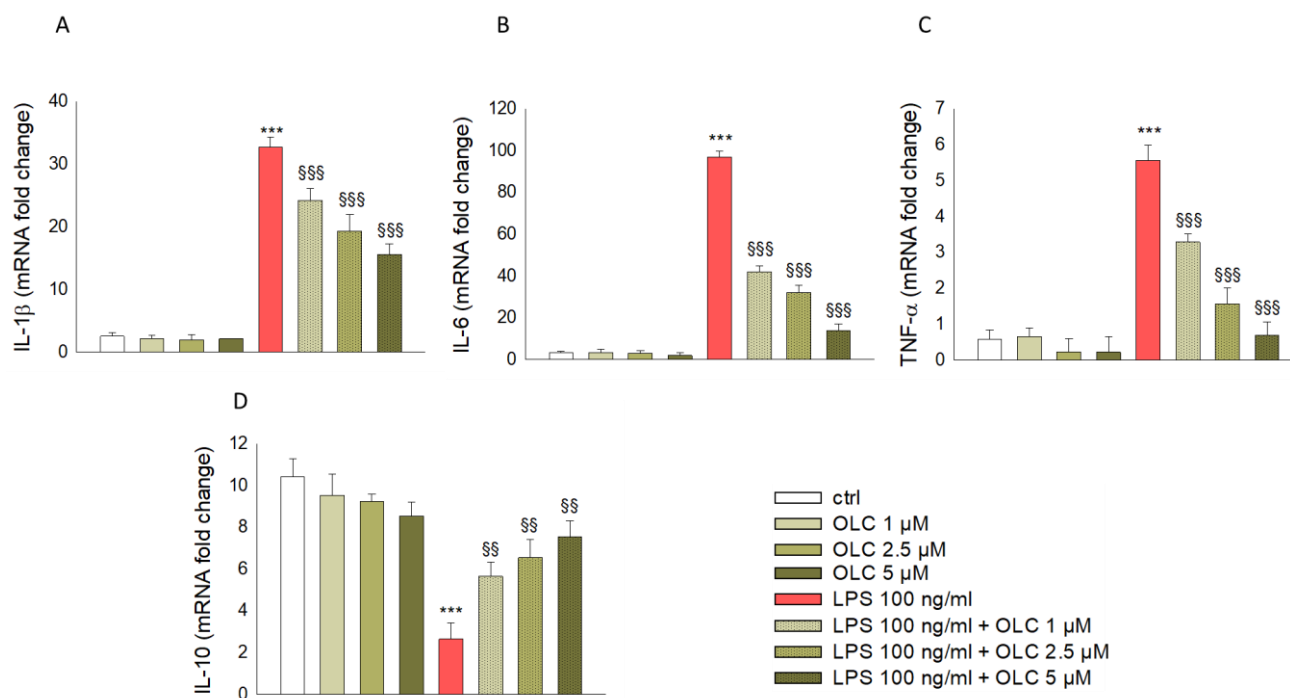 A
B
C
IL-1β (mRNA fold change)
40
30
20
10
0
***
§§§
§§§
§§§
IL-6 (mRNA fold change)
120
100
80
60
40
20
0
***
§§§
§§§
§§§
TNF-α (mRNA fold change)
7
6
5
4
3
2
1
0
***
§§§
§§§
§§§
D
IL-10 (mRNA fold change)
12
10
8
6
4
2
0
***
§§
§§
§§
ctrl
OLC 1 µM
OLC 2.5 µM
OLC 5 µM
LPS 100 ng/ml
LPS 100 ng/ml + OLC 1 µM
LPS 100 ng/ml + OLC 2.5 µM
LPS 100 ng/ml + OLC 5 µM